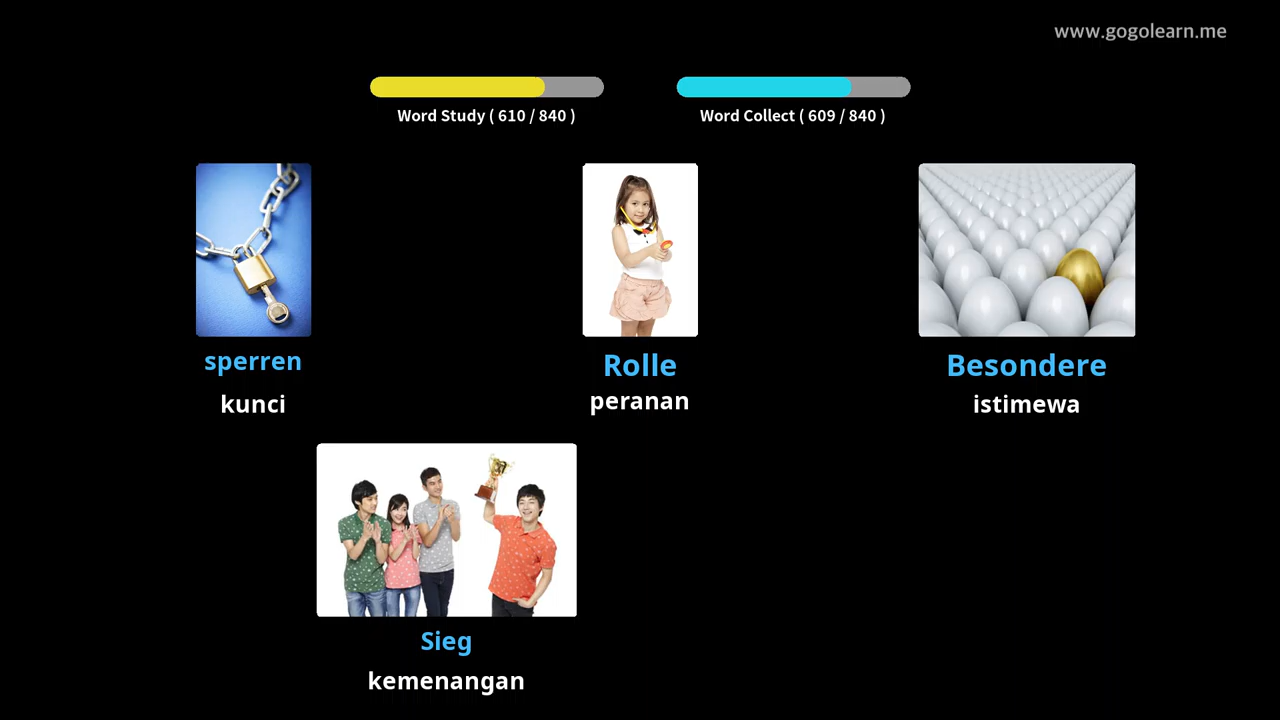 www.gogolearn.me
Word Study ( 610 / 840 )
Word Collect ( 609 / 840 )
sperren
kunci
Rolle
peranan
Besondere
istimewa
Sieg
kemenangan